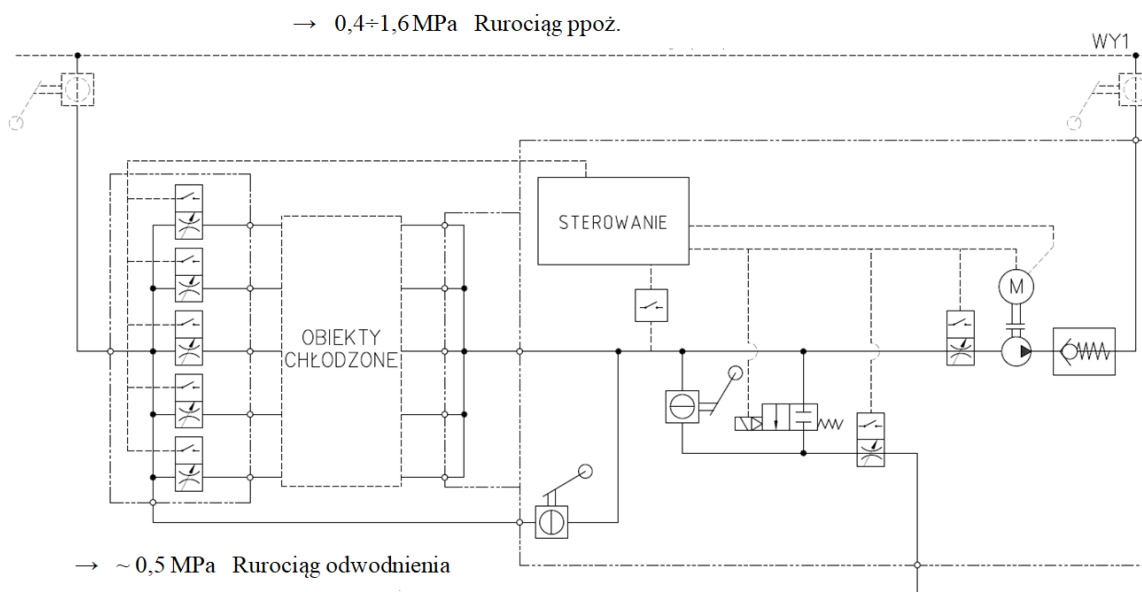 → 0,4÷1,6 MPa Rurociąg ppoż.
WY1
STEROWANIE
M
OBIEKTY
CHŁODZONE
→ ~ 0,5 MPa Rurociąg odwodnienia